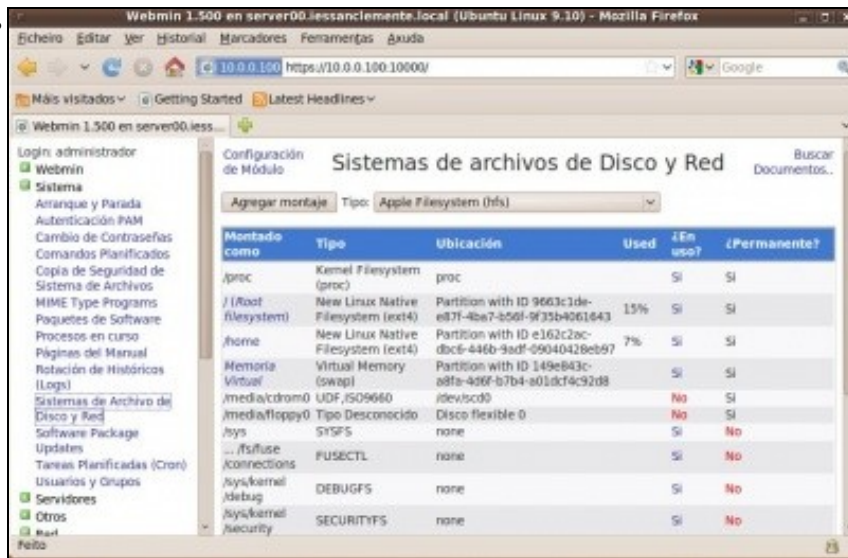 Webmin 1.500 en server00.iessanclemente.local (Ubuntu Linux 9.10) - Mozilla Firefox
Ficheiro Editar Ver Historial Marcadores Ferramentas Axuda
10.0.0.100 https://10.0.0.100:10000/
Google
Máis visitados Getting Started Latest Headlines
Webmin 1.500 en server00.iess...
Login: administrador
Webmin
Sistema
Arranque y Parada
Autenticación PAM
Cambio de Contraseñas
Comandos Planificados
Copia de Seguridad de
Sistema de Archivos
MIME Type Programs
Paquetes de Software
Procesos en curso
Páginas del Manual
Rotación de Históricos
(Logs)
Sistemas de Archivo de
Disco y Red
Software Package
Updates
Tareas Planificadas (Cron)
Usuarios y Grupos
Servidores
Otros
Red
Configuración
de Módulo
Sistemas de archivos de Disco y Red
Buscar
Documentos..
Agregar montaje Tipo: Apple Filesystem (hfs)
Montado
como
Tipo
Ubicación
Used
¿En
uso?
¿Permanente?
/proc
Kernel Filesystem
(proc)
proc
Si
Si
/ (Root
filesystem)
New Linux Native
Filesystem (ext4)
Partition with ID 9663c1de-
e87f-4ba7-b56f-9f35b4061643
15%
Si
Si
/home
New Linux Native
Filesystem (ext4)
Partition with ID e162c2ac-
dbc6-446b-9adf-09040428eb97
7%
Si
Si
Memoria
Virtual
Virtual Memory
(swap)
Partition with ID 149e843c-
a8fa-4d6f-b7b4-a01dcf4c92d8
Si
Si
/media/cdrom0 UDF,ISO9660 /dev/scd0 No Si
/media/floppy0 Tipo Desconocido Disco flexible 0 No Si
/sys SYSFS none Si No
... /fs/fuse
/connections
FUSECTL none Si No
/sys/kernel
/debug
DEBUGFS none Si No
/sys/kernel
/security
SECURITYFS none Si No
Feito